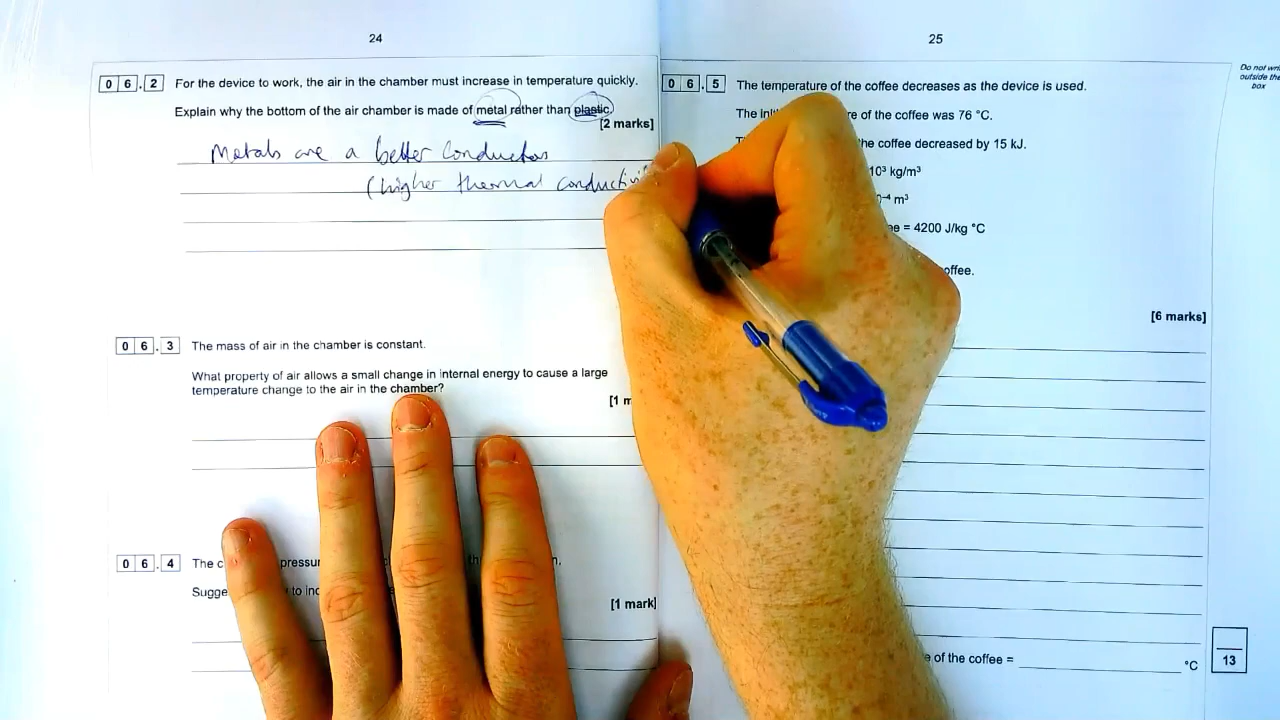 24
0 6 . 2 For the device to work, the air in the chamber must increase in temperature quickly.
Explain why the bottom of the air chamber is made of metal rather than plastic.
[2 marks]
Metals are a better conductors
(higher thermal
0 6 . 3 The mass of air in the chamber is constant.
What property of air allows a small change in internal energy to cause a large
temperature change to the air in the chamber?
[1
0 6 . 4 The
[1 mark]
25
Do not
outside the
box
0 6 . 5 The temperature of the coffee decreases as the device is used.
The of the coffee was 76 °C.
the coffee decreased by 15 kJ.
kg/m³
m³
= 4200 J/kg °C
[6 marks]
of the coffee = °C
13